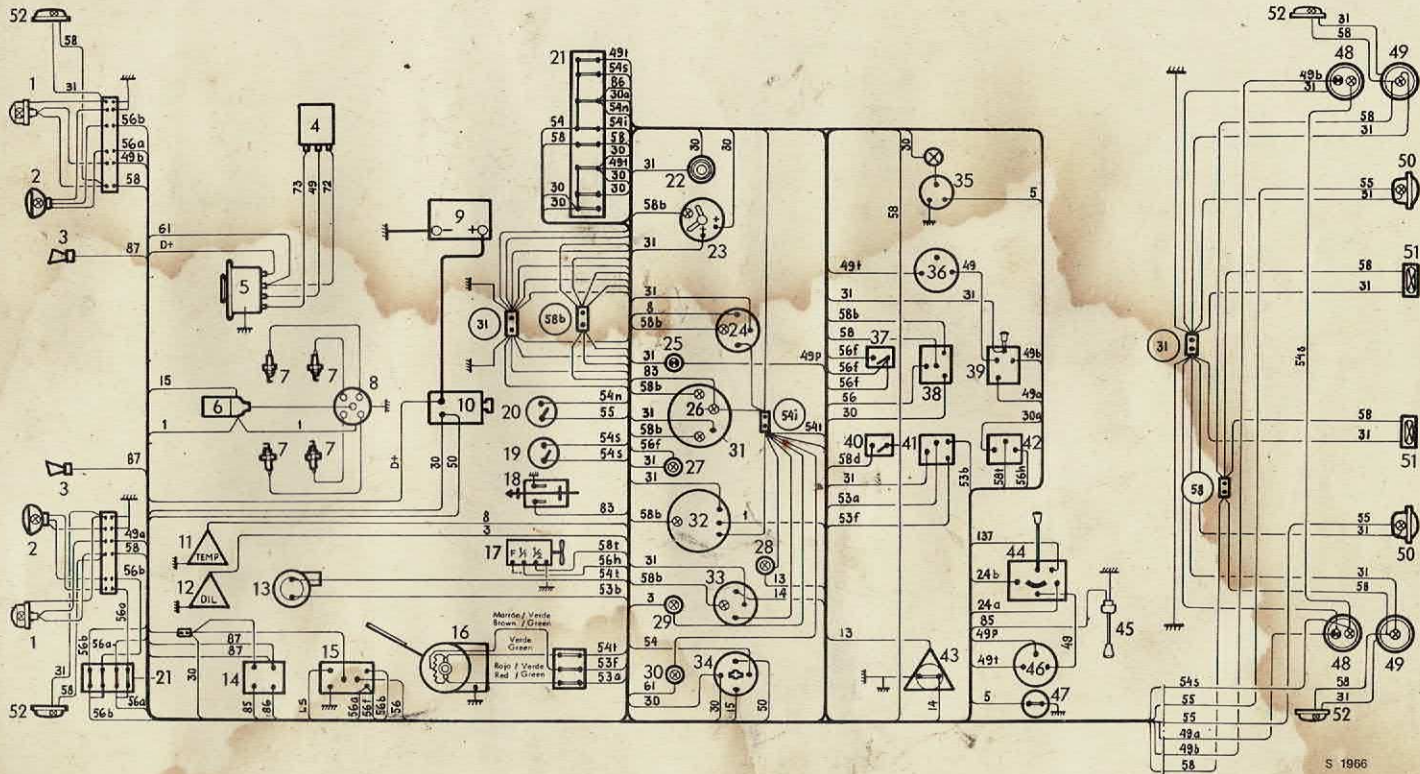 52
58
1
31
56b
56a
49b
2
58
3
87
61
D+
4
73
49
72
5
9
- +
21
49t
54s
86
30a
54n
54
54i
58
58
30
49t
30
30
30
30
31
22
30
30
58b
23
31
31
58b
31
8
58b
24
31
25
49p
83
58b
26
31
58b
31
54i
54t
56f
31
27
31
58b
32
1
28
13
14
31
58b
33
3
29
54
30
34
61
30
30
15
50
7
7
8
15
6
1
1
7
7
10
D+
30
50
20
54n
55
19
54s
54s
18
83
3
87
2
49a
58
56b
1
56a
56b
56a
31
58
52
21
56b
56a
8
3
11
TEMP
12
OIL
13
17
F ¼ ½
58t
56h
54t
53b
87
87
30
14
85
86
15
L·S
56a
56f
56b
56
16
Marrón / Verde
Brown / Green
Verde
Green
Rojo / Verde
Red / Green
54t
53f
53a
30
58
35
5
49t
36
49
31
31
58b
58
37
56f
56f
56f
38
39
49b
49a
56
30
30a
40
41
42
58d
31
53b
58t
56h
53a
53f
137
44
24b
24a
85
45
49
49p
49t
46
13
43
14
5
47
52
31
58
48
49
49b
31
58
31
50
55
31
51
58
31
31
54s
58
31
51
58
55
31
50
31
58
48
49
58
31
52
54s
55
55
49a
49b
58
S 1966